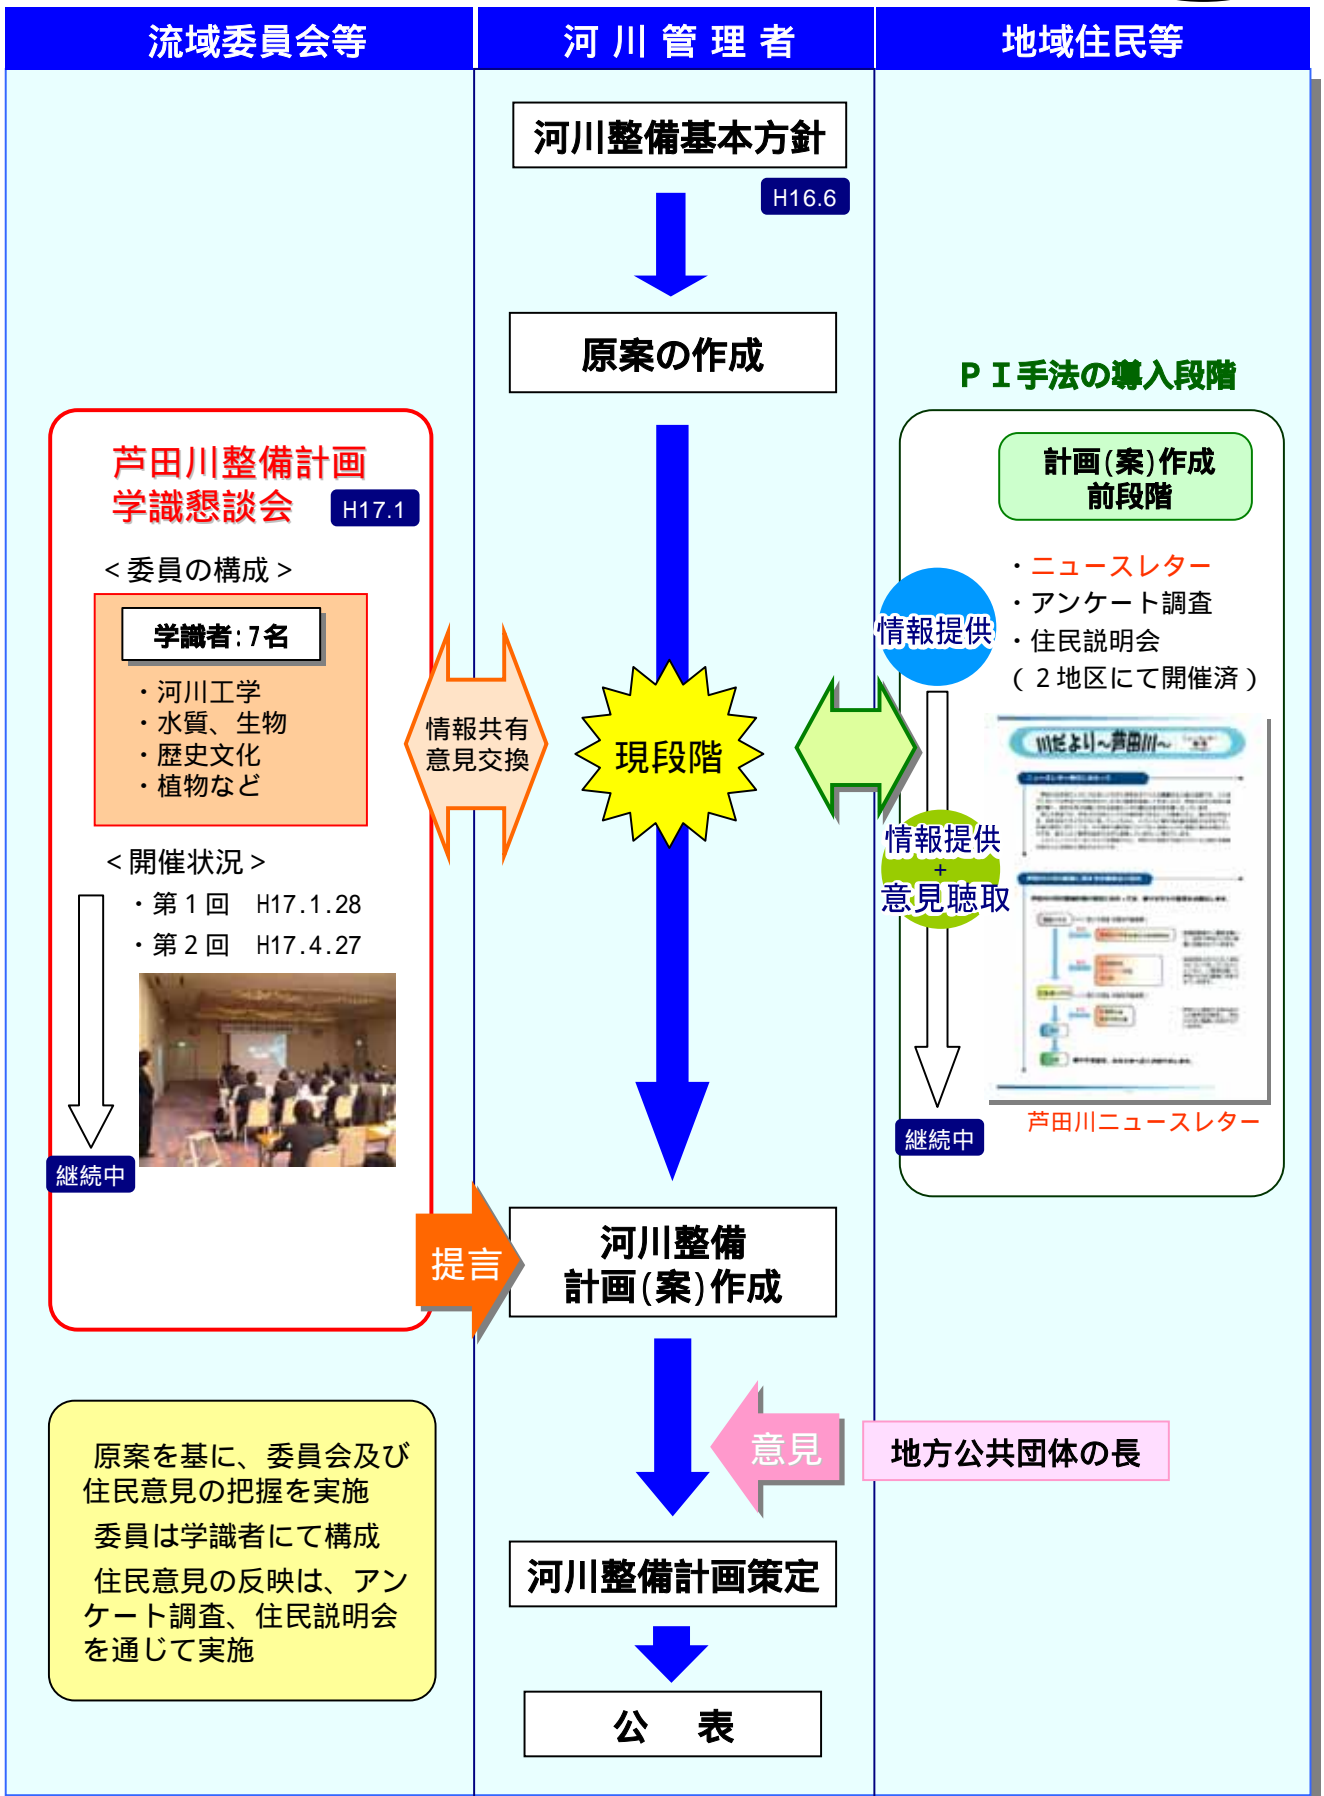 流域委員会等
河川管理者
地域住民等
河川整備基本方針
H16.6
原案の作成
芦田川整備計画
学識懇談会
H17.1
<委員の構成>
学識者:7名
・河川工学
・水質、生物
・歴史文化
・植物など
<開催状況>
・第1回 H17.1.28
・第2回 H17.4.27
継続中
情報共有
意見交換
現段階
PI手法の導入段階
計画(案)作成
前段階
・ニュースレター
・アンケート調査
・住民説明会
(2地区にて開催済)
情報提供
情報提供
+
意見聴取
川だより~芦田川~
芦田川ニュースレター
継続中
提言
河川整備
計画(案)作成
意見
地方公共団体の長
河川整備計画策定
公 表
原案を基に、委員会及び
住民意見の把握を実施
委員は学識者にて構成
住民意見の反映は、アン
ケート調査、住民説明会
を通じて実施